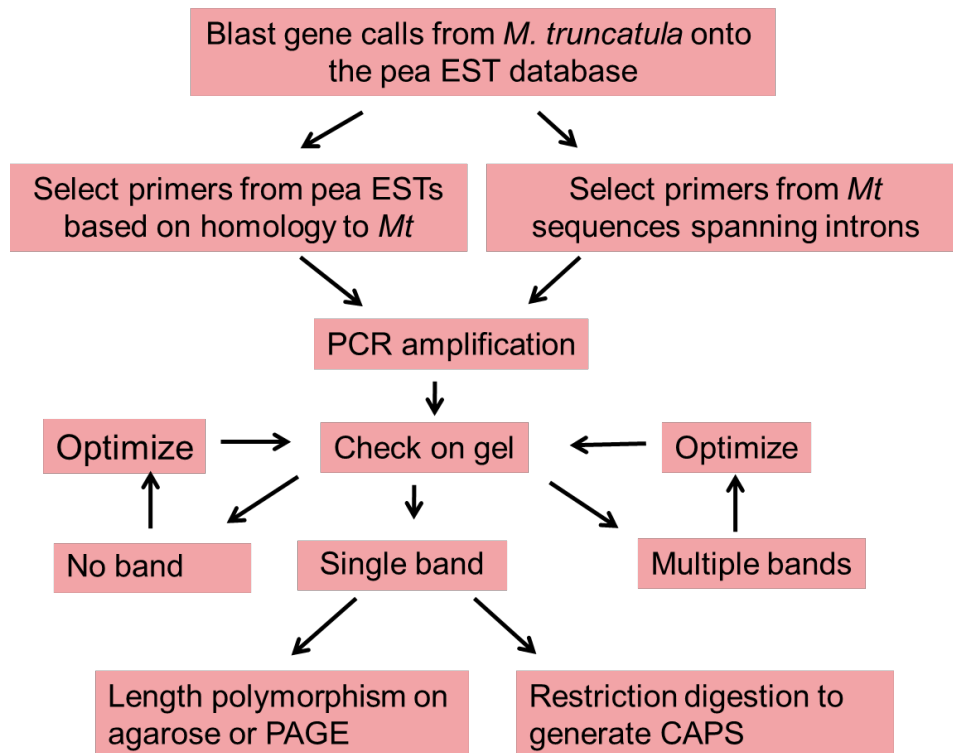 Blast gene calls from M. truncatula onto
the pea EST database
Select primers from pea ESTs
based on homology to Mt
Select primers from Mt
sequences spanning introns
PCR amplification
Optimize
Check on gel
Optimize
No band
Single band
Multiple bands
Length polymorphism on
agarose or PAGE
Restriction digestion to
generate CAPS